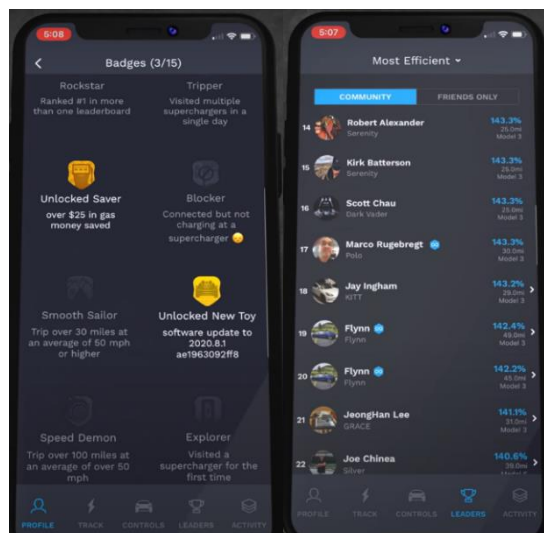 5:08
Badges (3/15)
Rockstar
Ranked #1 in more
than one leaderboard
Tripper
Visited multiple
superchargers in a
single day
Unlocked Saver
over $25 in gas
money saved
Blocker
Connected but not
charging at a
supercharger 😏
Smooth Sailor
Trip over 30 miles at
an average of 50 mph
or higher
Unlocked New Toy
software update to
2020.8.1
ae1963092ff8
Speed Demon
Trip over 100 miles at
an average of over 50
mph
Explorer
Visited a
supercharger for the
first time
PROFILE
TRACK
CONTROLS
LEADERS
ACTIVITY
5:07
Most Efficient
COMMUNITY
FRIENDS ONLY
14
Robert Alexander
Serenity
143.3%
Model 3
15
Kirk Batterson
Serenity
143.3%
Model 3
16
Scott Chau
Dark Vader
143.3%
Model 3
17
Marco Rugebregt
Polo
143.3%
30.0mi
Model 3
18
Jay Ingham
KITT
143.2%
Model 3
19
Flynn
Flynn
142.4%
Model 3
20
Flynn
Flynn
142.2%
Model 3
21
JeongHan Lee
GRACE
141.1%
31.0mi
Model 3
22
Joe Chinea
Silver
140.6%
PROFILE
TRACK
CONTROLS
LEADERS
ACTIVITY